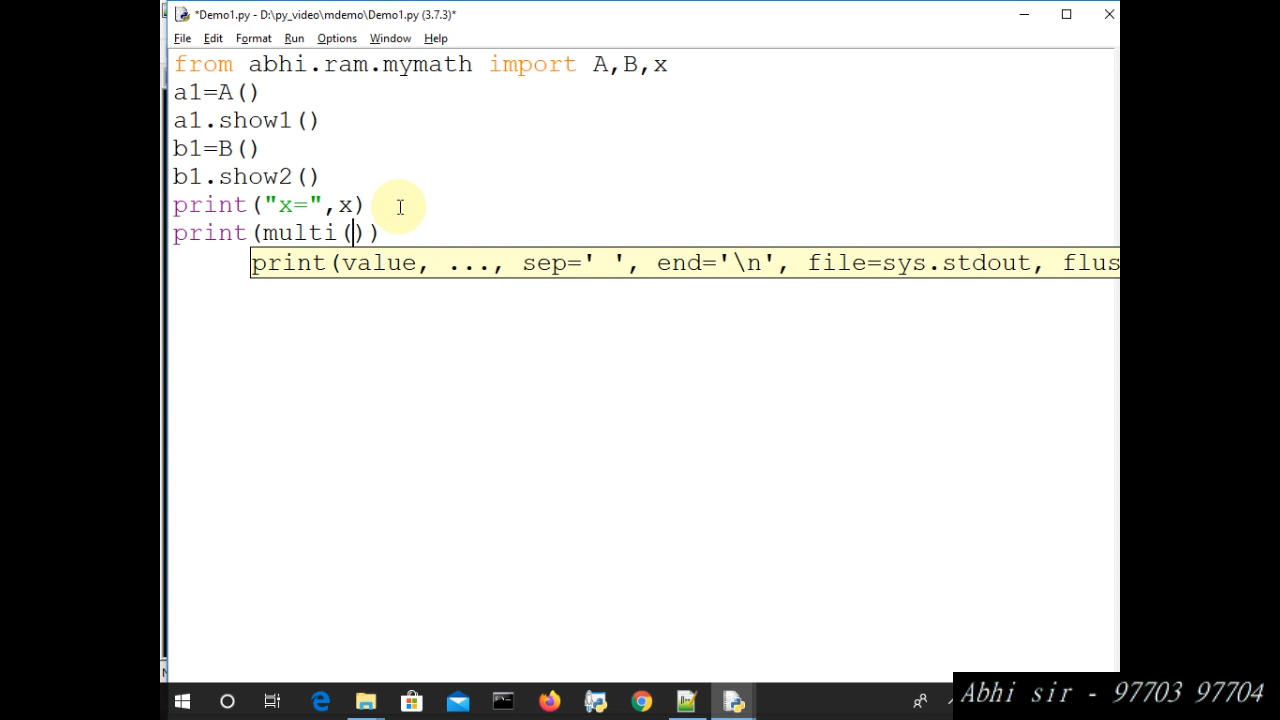 *Demo1.py - D:\py_video\mdemo\Demo1.py (3.7.3)*
File Edit Format Run Options Window Help
from abhi.ram.mymath import A,B,x
a1=A()
a1.show1()
b1=B()
b1.show2()
print("x=",x)
print(multi())
print(value, ..., sep=' ', end='\n', file=sys.stdout, flus
Abhi sir - 97703 97704